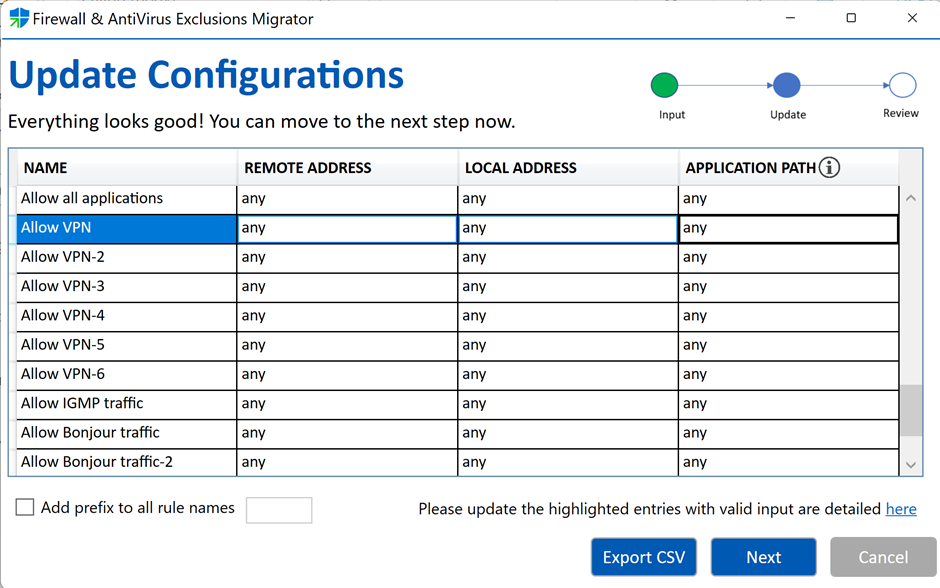 Firewall & AntiVirus Exclusions Migrator
Update Configurations
Everything looks good! You can move to the next step now.
Input Update Review
NAME REMOTE ADDRESS LOCAL ADDRESS APPLICATION PATH i
Allow all applications any any any
Allow VPN any any any
Allow VPN-2 any any any
Allow VPN-3 any any any
Allow VPN-4 any any any
Allow VPN-5 any any any
Allow VPN-6 any any any
Allow IGMP traffic any any any
Allow Bonjour traffic any any any
Allow Bonjour traffic-2 any any any
Add prefix to all rule names Please update the highlighted entries with valid input are detailed here
Export CSV Next Cancel